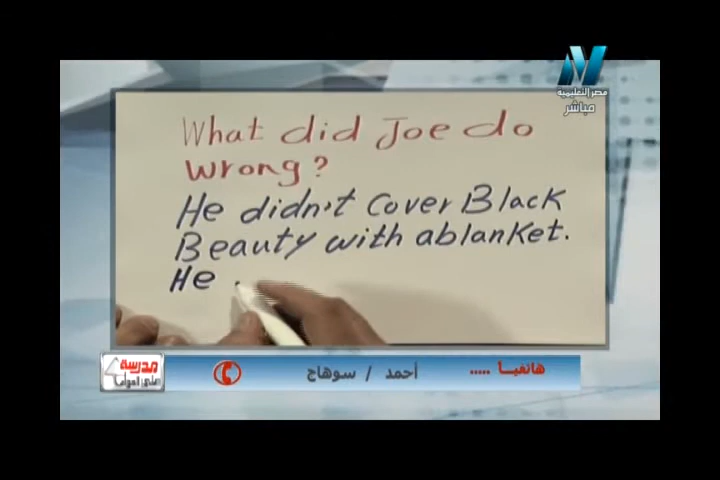 مصر التعليمية
مباشر
What did Joe do
wrong?
He didn't Cover Black
Beauty with ablanket.
He
هاتفياً .....
أحمد / سوهاج
مدرسة
على الهواء